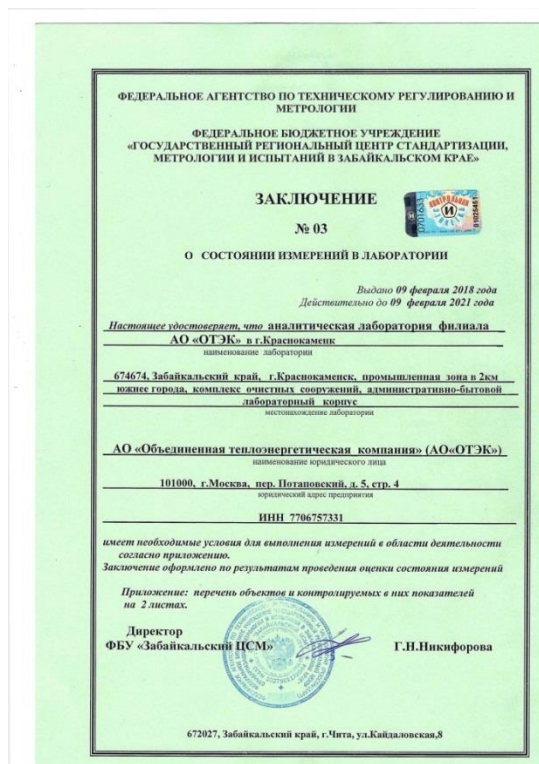 ФЕДЕРАЛЬНОЕ АГЕНТСТВО ПО ТЕХНИЧЕСКОМУ РЕГУЛИРОВАНИЮ И
МЕТРОЛОГИИ
ФЕДЕРАЛЬНОЕ БЮДЖЕТНОЕ УЧРЕЖДЕНИЕ
«ГОСУДАРСТВЕННЫЙ РЕГИОНАЛЬНЫЙ ЦЕНТР СТАНДАРТИЗАЦИИ,
МЕТРОЛОГИИ И ИСПЫТАНИЙ В ЗАБАЙКАЛЬСКОМ КРАЕ»
ЗАКЛЮЧЕНИЕ
№ 03
О СОСТОЯНИИ ИЗМЕРЕНИЙ В ЛАБОРАТОРИИ
Выдано 09 февраля 2018 года
Действительно до 09 февраля 2021 года
Настоящее удостоверяет, что аналитическая лаборатория филиала
АО «ОТЭК» в г.Краснокаменк
наименование лаборатории
674674, Забайкальский край, г.Краснокаменск, промышленная зона в 2км
южнее города, комплекс очистных сооружений, административно-бытовой
лабораторный корпус
местонахождение лаборатории
АО «Объединенная теплоэнергетическая компания» (АО«ОТЭК»)
наименование юридического лица
101000, г.Москва, пер. Потаповский, д. 5, стр. 4
юридический адрес предприятия
ИНН 7706757331
имеет необходимые условия для выполнения измерений в области деятельности
согласно приложению.
Заключение оформлено по результатам проведения оценки состояния измерений
Приложение: перечень объектов и контролируемых в них показателей
на 2 листах.
Директор
ФБУ «Забайкальский ЦСМ»
Г.Н.Никифорова
672027, Забайкальский край, г.Чита, ул.Кайдаловская,8